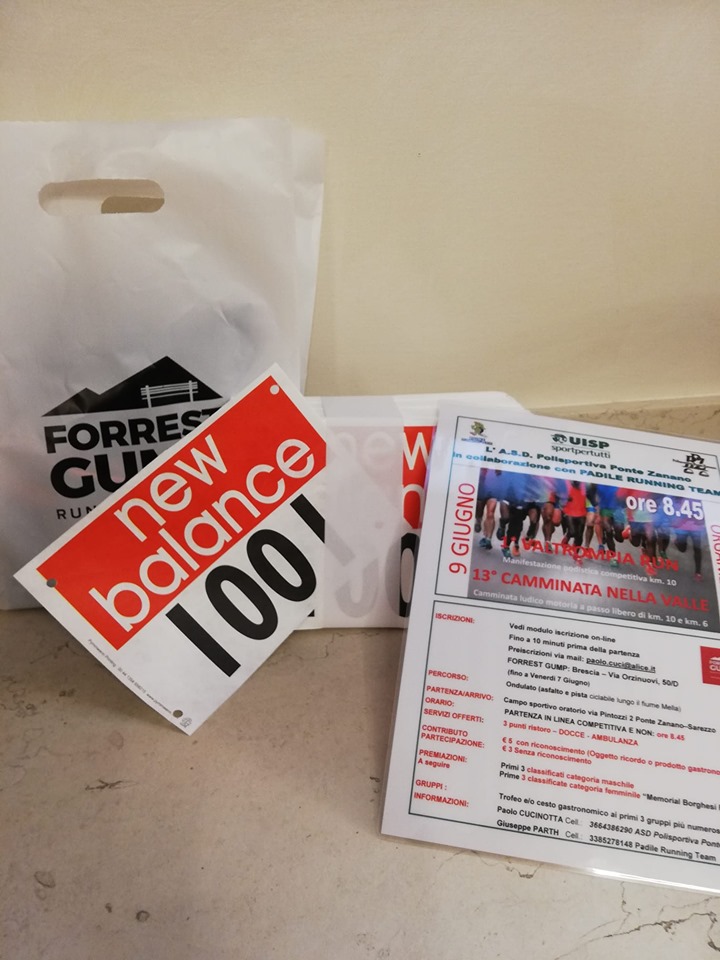 FORREST
GUM
RUN
new
balance
1001
new
UISP
sportpertutti
L' A.S.D. Polisportiva Ponte Zanano
in collaborazione con PADILE RUNNING TEAM
9 GIUGNO
ore 8.45
VALTROMPIA RUN
Manifestazione podistica competitiva km. 10
13° CAMMINATA NELLA VALLE
Camminata ludico motoria a passo libero di km. 10 e km. 6
ISCRIZIONI: Vedi modulo iscrizione on-line
Fino a 10 minuti prima della partenza
Preiscrizioni via mail: paolo.cuci@alice.it
FORREST GUMP: Brescia – Via Orzinuovi, 50/D
(fino a Venerdì 7 Giugno)
PERCORSO: Ondulato (asfalto e pista ciclabile lungo il fiume Mella)
PARTENZA/ARRIVO: Campo sportivo oratorio via Pintozzi 2 Ponte Zanano–Sarezzo
ORARIO: PARTENZA IN LINEA COMPETITIVA E NON: ore 8.45
SERVIZI OFFERTI: 3 punti ristoro – DOCCE - AMBULANZA
CONTRIBUTO
PARTECIPAZIONE: € 5 con riconoscimento (Oggetto ricordo o prodotto gastrono
€ 3 Senza riconoscimento
PREMIAZIONI: Primi 3 classificati categoria maschile
A seguire Prime 3 classificate categoria femminile "Memorial Borghesi
GRUPPI : Trofeo e/o cesto gastronomico ai primi 3 gruppi più numeros
INFORMAZIONI: Paolo CUCINOTTA Cell.: 3664386290 ASD Polisportiva Ponte
Giuseppe PARTH Cell.: 3385278148 Padile Running Team